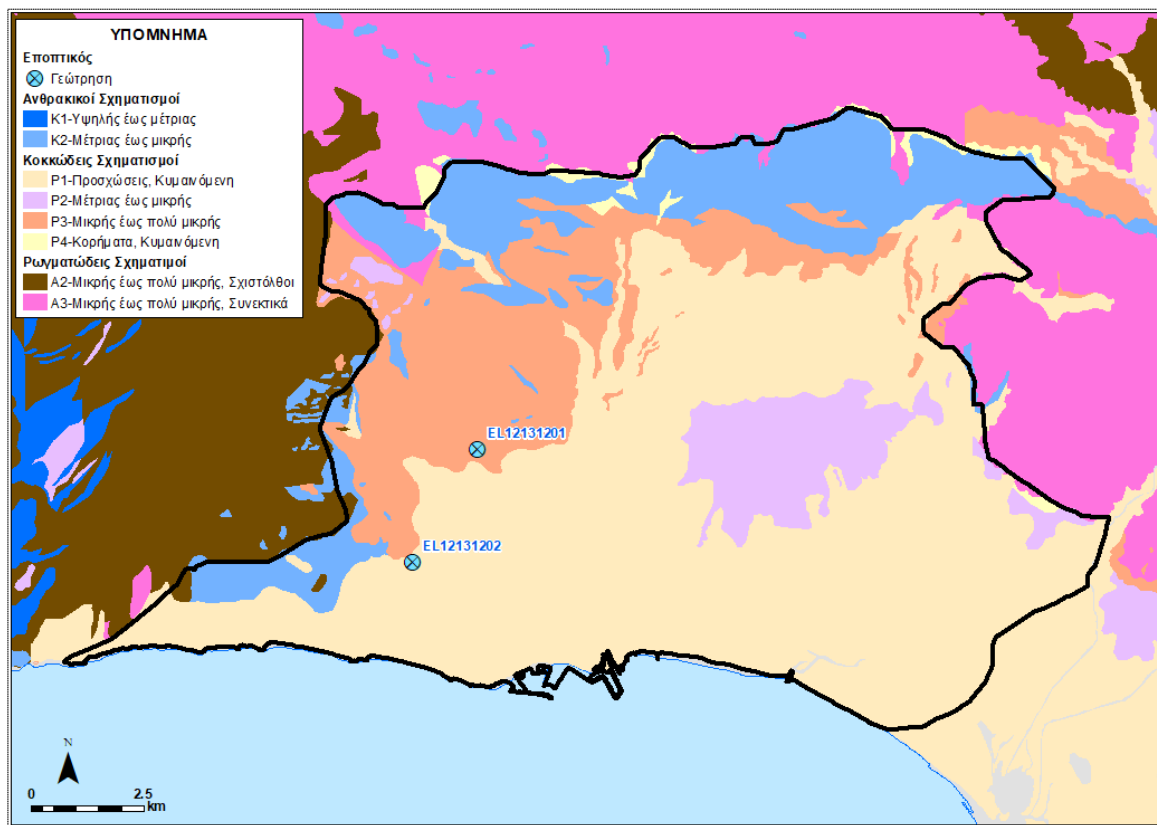 ΥΠΟΜΝΗΜΑ
Εποπτικός
Γεώτρηση
Ανθρακικοί Σχηματισμοί
Κ1-Υψηλής έως μέτριας
Κ2-Μέτριας έως μικρής
Κοκκώδεις Σχηματισμοί
Ρ1-Προσχώσεις, Κυμαινόμενη
Ρ2-Μέτριας έως μικρής
Ρ3-Μικρής έως πολύ μικρής
Ρ4-Κορήματα, Κυμαινόμενη
Ρωγματώδεις Σχηματιμοί
Α2-Μικρής έως πολύ μικρής, Σχιστόλθοι
Α3-Μικρής έως πολύ μικρής, Συνεκτικά
EL12131201
EL12131202
N
0 2.5
km